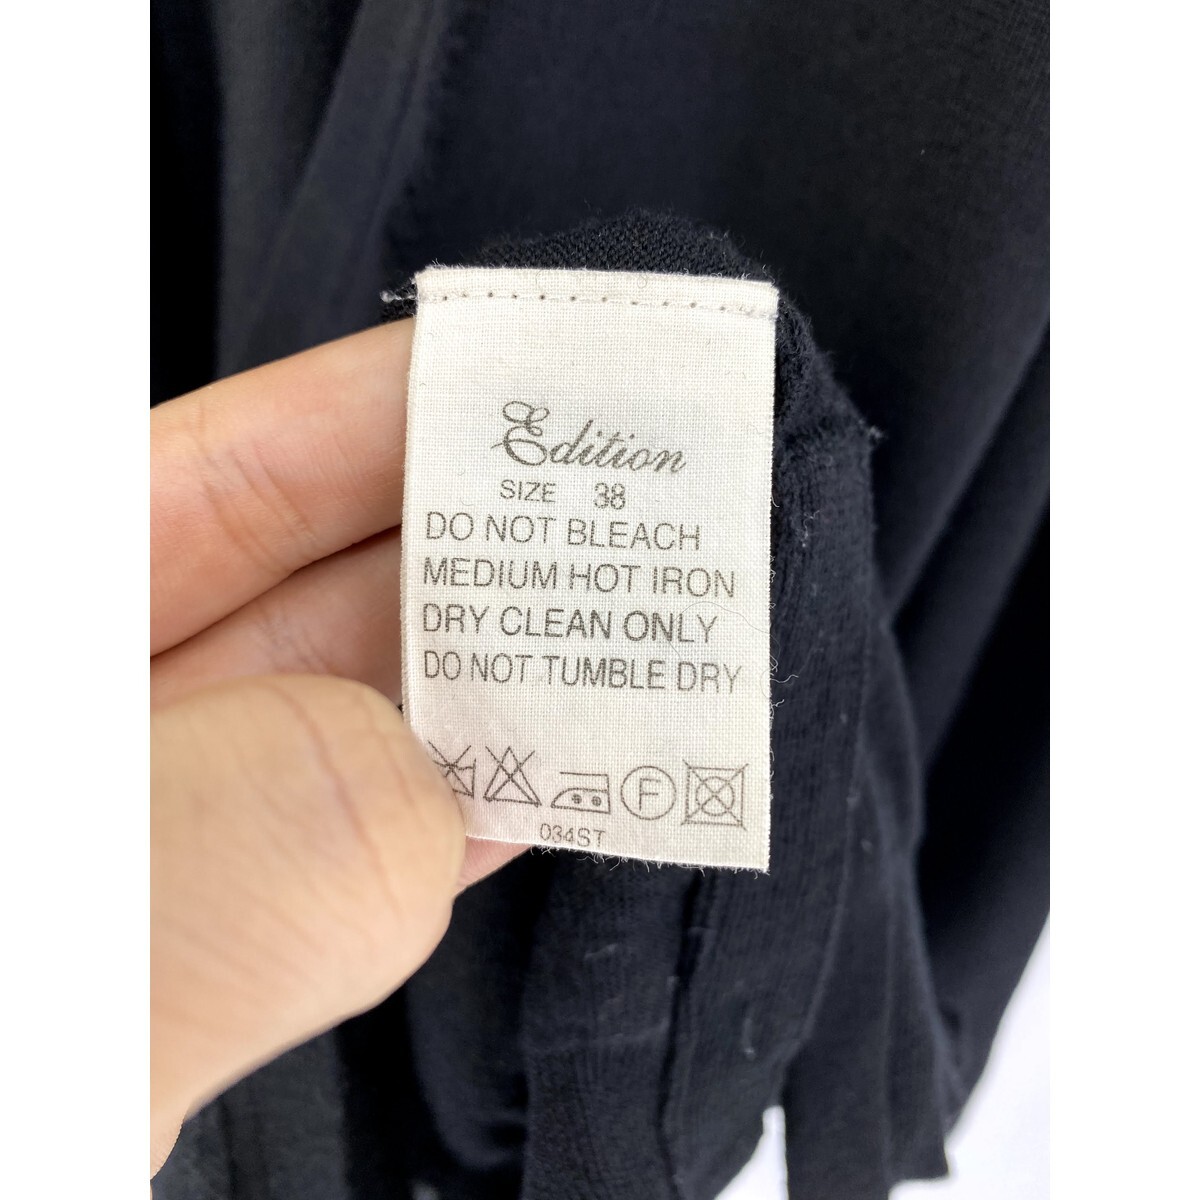 Edition
SIZE 38
DO NOT BLEACH
MEDIUM HOT IRON
DRY CLEAN ONLY
DO NOT TUMBLE DRY
F
034ST